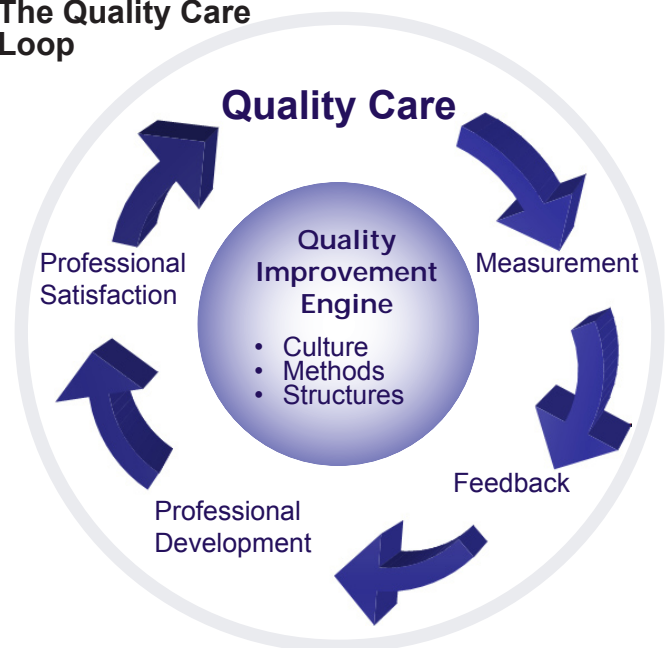 The Quality Care
Loop
Quality Care
Quality
Improvement
Engine
• Culture
• Methods
• Structures
Measurement
Feedback
Professional
Development
Professional
Satisfaction